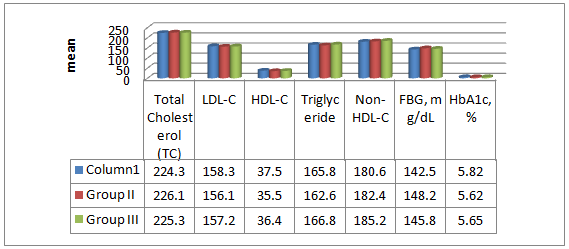 250
200
150
100
50
0
mean
Total Cholest erol (TC) LDL-C HDL-C Triglyc eride Non-HDL-C FBG, m g/dL HbA1c, %
Column1 224.3 158.3 37.5 165.8 180.6 142.5 5.82
Group II 226.1 156.1 35.5 162.6 182.4 148.2 5.62
Group III 225.3 157.2 36.4 166.8 185.2 145.8 5.65